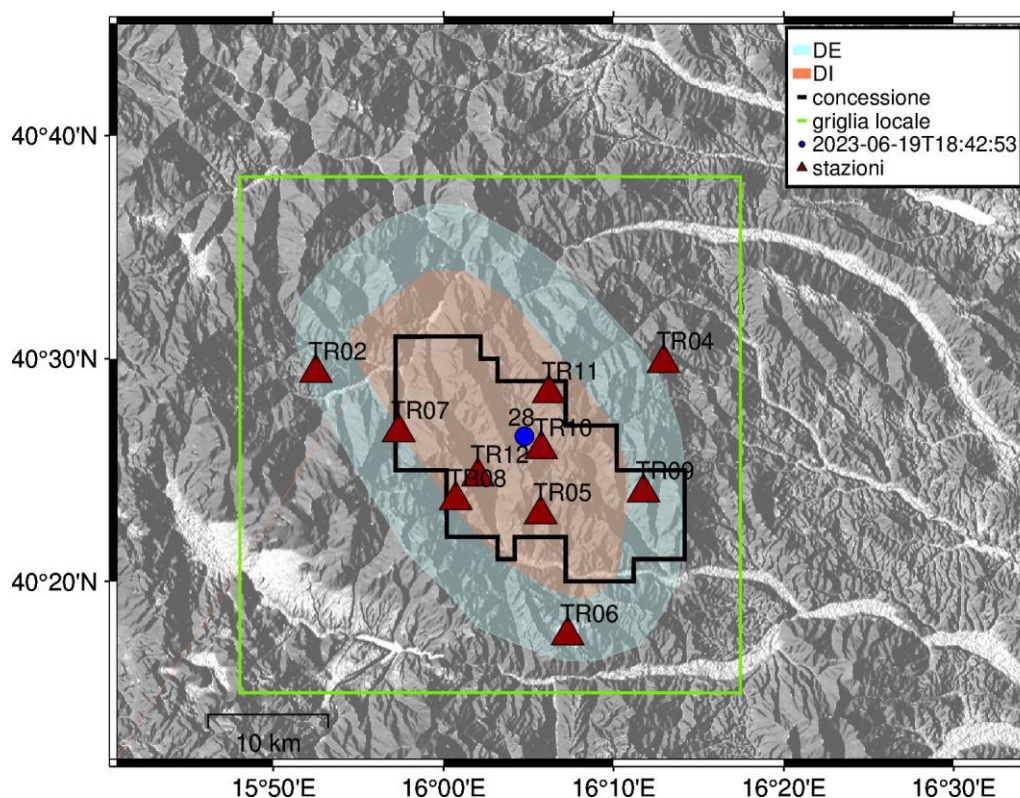 DE
DI
concessione
griglia locale
2023-06-19T18:42:53
stazioni
40°40'N
40°30'N
40°20'N
TR02
TR04
TR11
TR07
28
TR10
TR12
TR08
TR09
TR05
TR06
10 km
15°50'E
16°00'E
16°10'E
16°20'E
16°30'E